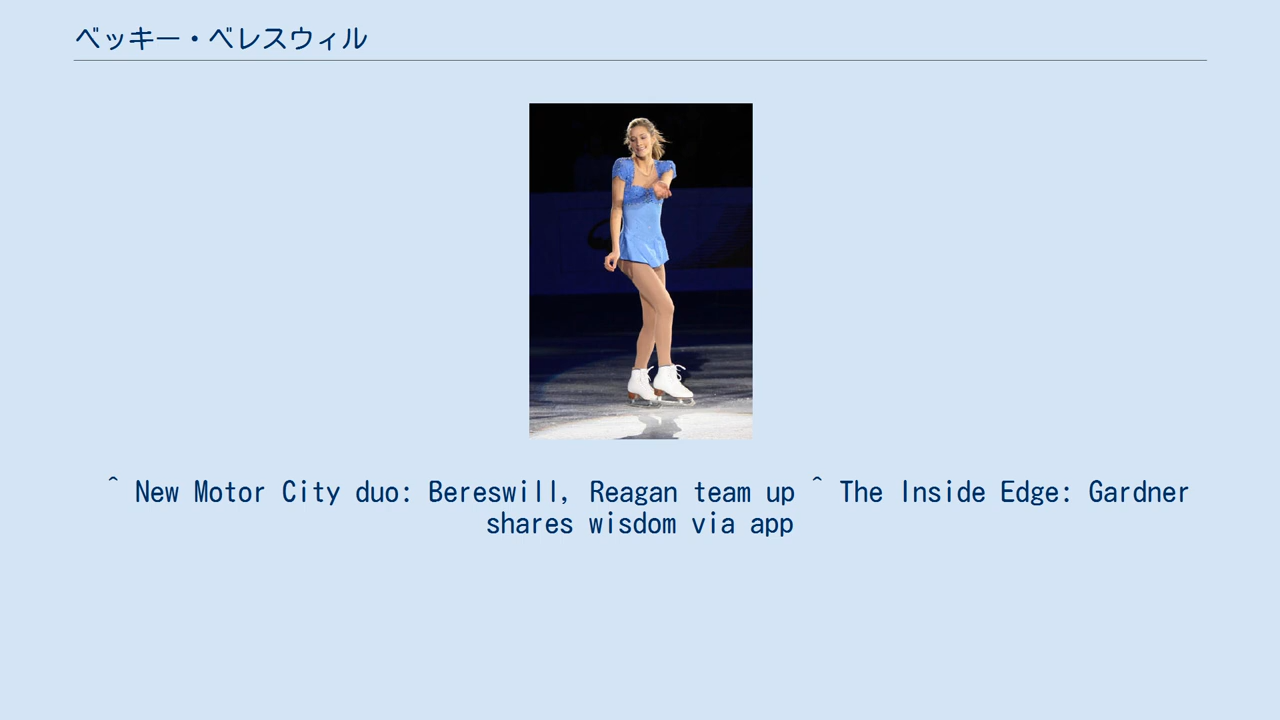 ベッキー・ベレスウィル
^ New Motor City duo: Bereswill, Reagan team up ^ The Inside Edge: Gardner
shares wisdom via app